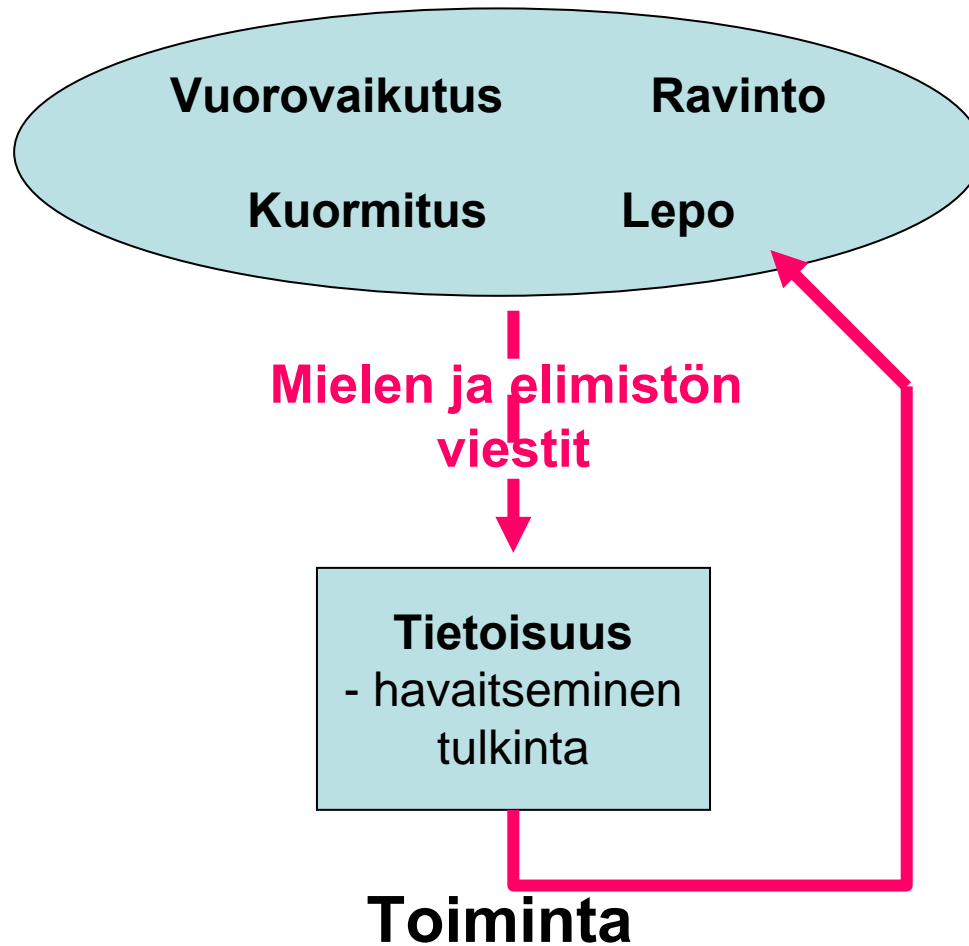 Vuorovaikutus Ravinto
Kuormitus Lepo
Mielen ja elimistön
viestit
Tietoisuus
- havaitseminen
tulkinta
Toiminta